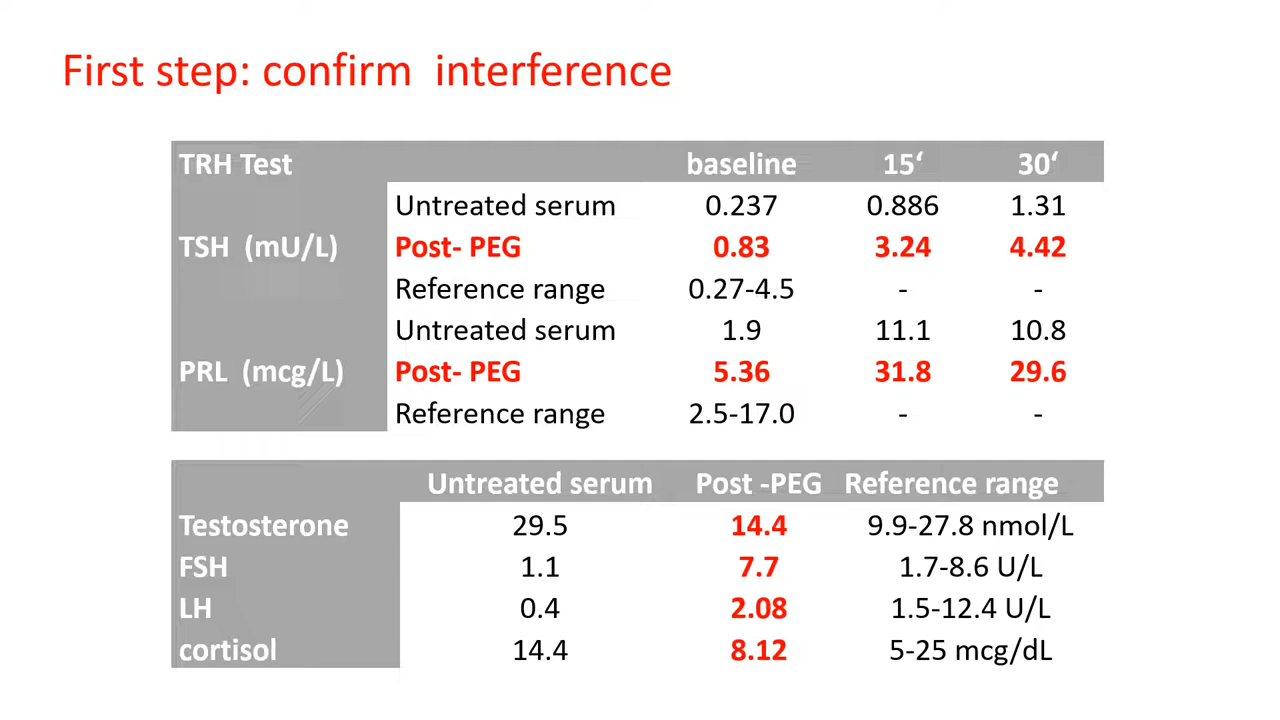 First step: confirm interference
TRH Test baseline 15‘ 30‘
Untreated serum 0.237 0.886 1.31
TSH (mU/L) Post- PEG 0.83 3.24 4.42
Reference range 0.27-4.5 - -
Untreated serum 1.9 11.1 10.8
PRL (mcg/L) Post- PEG 5.36 31.8 29.6
Reference range 2.5-17.0 - -
Untreated serum Post -PEG Reference range
Testosterone 29.5 14.4 9.9-27.8 nmol/L
FSH 1.1 7.7 1.7-8.6 U/L
LH 0.4 2.08 1.5-12.4 U/L
cortisol 14.4 8.12 5-25 mcg/dL